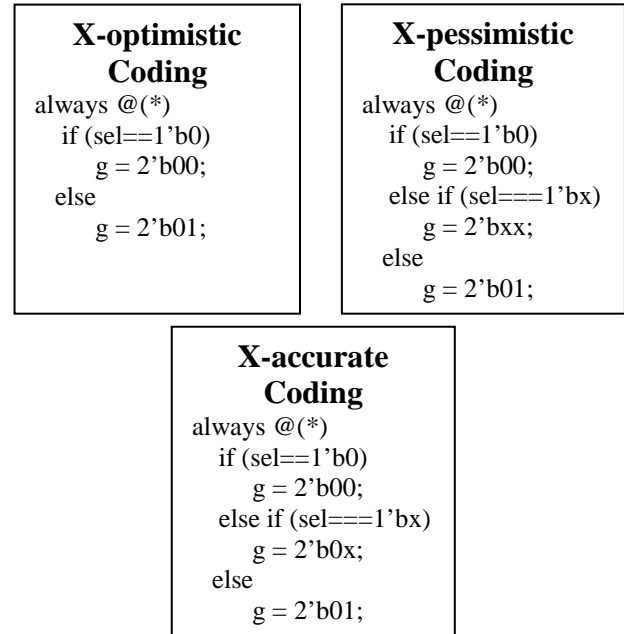 X-optimistic
Coding
always @(*)
if (sel==1’b0)
g = 2’b00;
else
g = 2’b01;
X-pessimistic
Coding
always @(*)
if (sel==1’b0)
g = 2’b00;
else if (sel===1’bx)
g = 2’bxx;
else
g = 2’b01;
X-accurate
Coding
always @(*)
if (sel==1’b0)
g = 2’b00;
else if (sel===1’bx)
g = 2’b0x;
else
g = 2’b01;